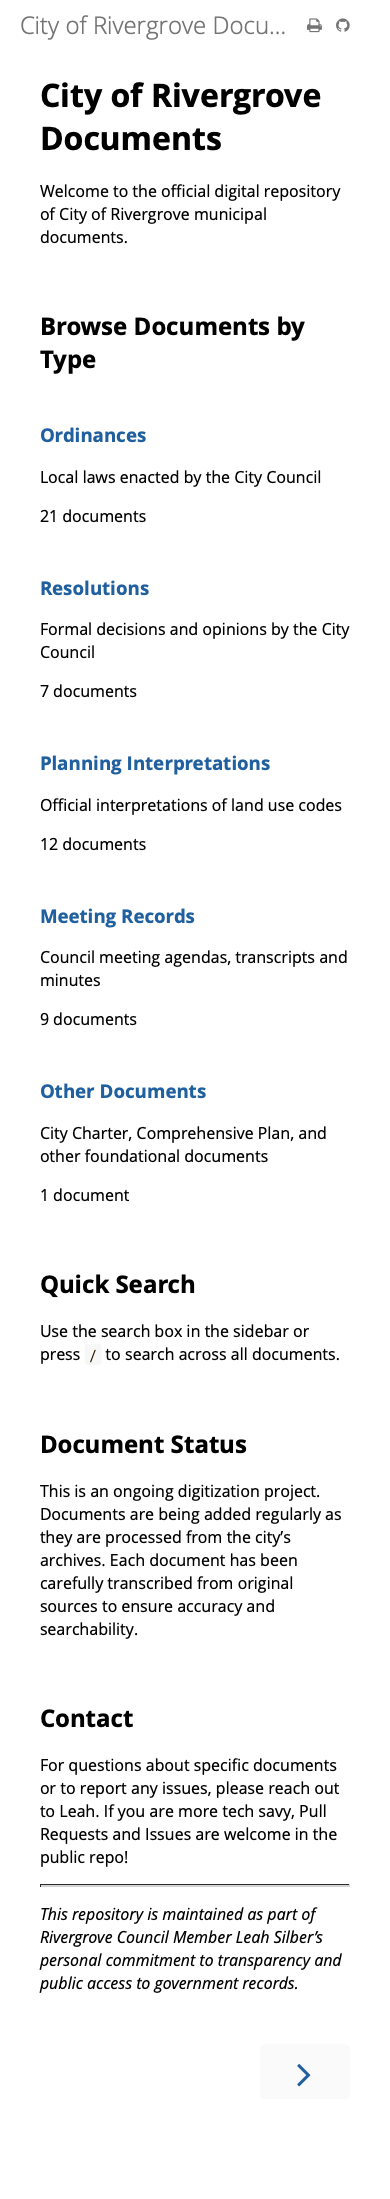 City of Rivergrove Docu...
City of Rivergrove
Documents
Welcome to the official digital repository
of City of Rivergrove municipal
documents.
Browse Documents by
Type
Ordinances
Local laws enacted by the City Council
21 documents
Resolutions
Formal decisions and opinions by the City
Council
7 documents
Planning Interpretations
Official interpretations of land use codes
12 documents
Meeting Records
Council meeting agendas, transcripts and
minutes
9 documents
Other Documents
City Charter, Comprehensive Plan, and
other foundational documents
1 document
Quick Search
Use the search box in the sidebar or
press / to search across all documents.
Document Status
This is an ongoing digitization project.
Documents are being added regularly as
they are processed from the city’s
archives. Each document has been
carefully transcribed from original
sources to ensure accuracy and
searchability.
Contact
For questions about specific documents
or to report any issues, please reach out
to Leah. If you are more tech savy, Pull
Requests and Issues are welcome in the
public repo!
This repository is maintained as part of
Rivergrove Council Member Leah Silber’s
personal commitment to transparency and
public access to government records.